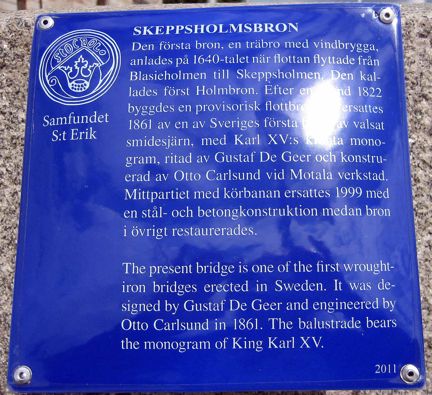 SKEPPSHOLMSBRON
Den första bron, en träbro med vindbrygga,
anlades på 1640-talet när flottan flyttade från
Blasieholmen till Skeppsholmen. Den kal-
lades först Holmbron. Efter en 1822
byggdes en provisorisk ersattes
1861 av en av Sveriges första av valsat
smidesjärn, med Karl XV:s mono-
gram, ritad av Gustaf De Geer och konstru-
erad av Otto Carlsund vid Motala verkstad.
Mittpartiet med körbanan ersattes 1999 med
en stål- och betongkonstruktion medan bron
i övrigt restaurerades.
The present bridge is one of the first wrought-
iron bridges erected in Sweden. It was de-
signed by Gustaf De Geer and engineered by
Otto Carlsund in 1861. The balustrade bears
the monogram of King Karl XV.
STOCHOLM
Samfundet
S:t Erik
2011